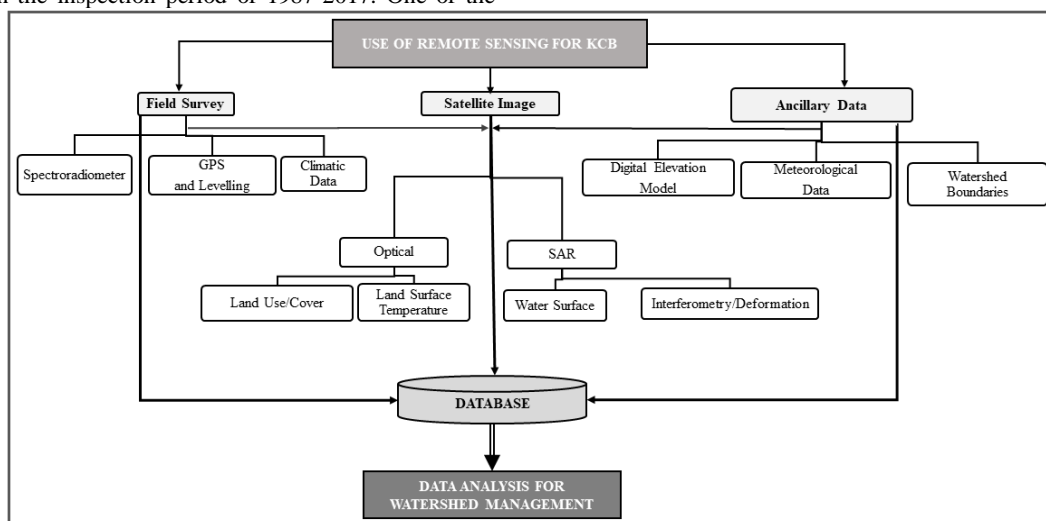 in the inspection period of 1987-2017. One of the
USE OF REMOTE SENSING FOR KCB
Field Survey
Satellite Image
Ancillary Data
Spectroradiometer
GPS
and Levelling
Climatic
Data
Digital Elevation
Model
Meteorological
Data
Watershed
Boundaries
Optical
SAR
Land Use/Cover
Land Surface
Temperature
Water Surface
Interferometry/Deformation
DATABASE
DATA ANALYSIS FOR
WATERSHED MANAGEMENT